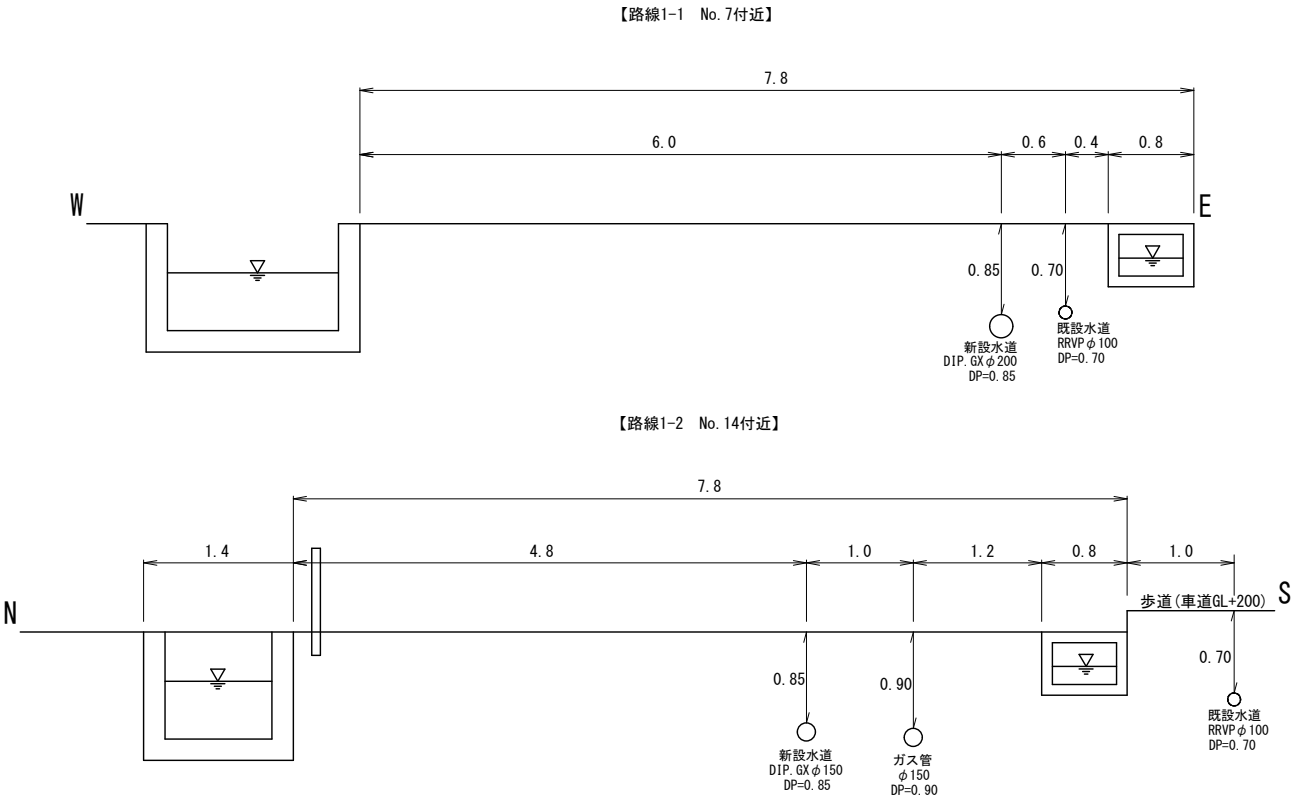 【路線1-1 No.7付近】
7.8
6.0
0.6
0.4
0.8
W
E
0.85
0.70
新設水道
DIP.GXφ200
DP=0.85
既設水道
RRVPφ100
DP=0.70
【路線1-2 No.14付近】
7.8
1.4
4.8
1.0
1.2
0.8
1.0
N
歩道(車道GL+200)
S
0.85
0.90
0.70
新設水道
DIP.GXφ150
DP=0.85
ガス管
φ150
DP=0.90
既設水道
RRVPφ100
DP=0.70